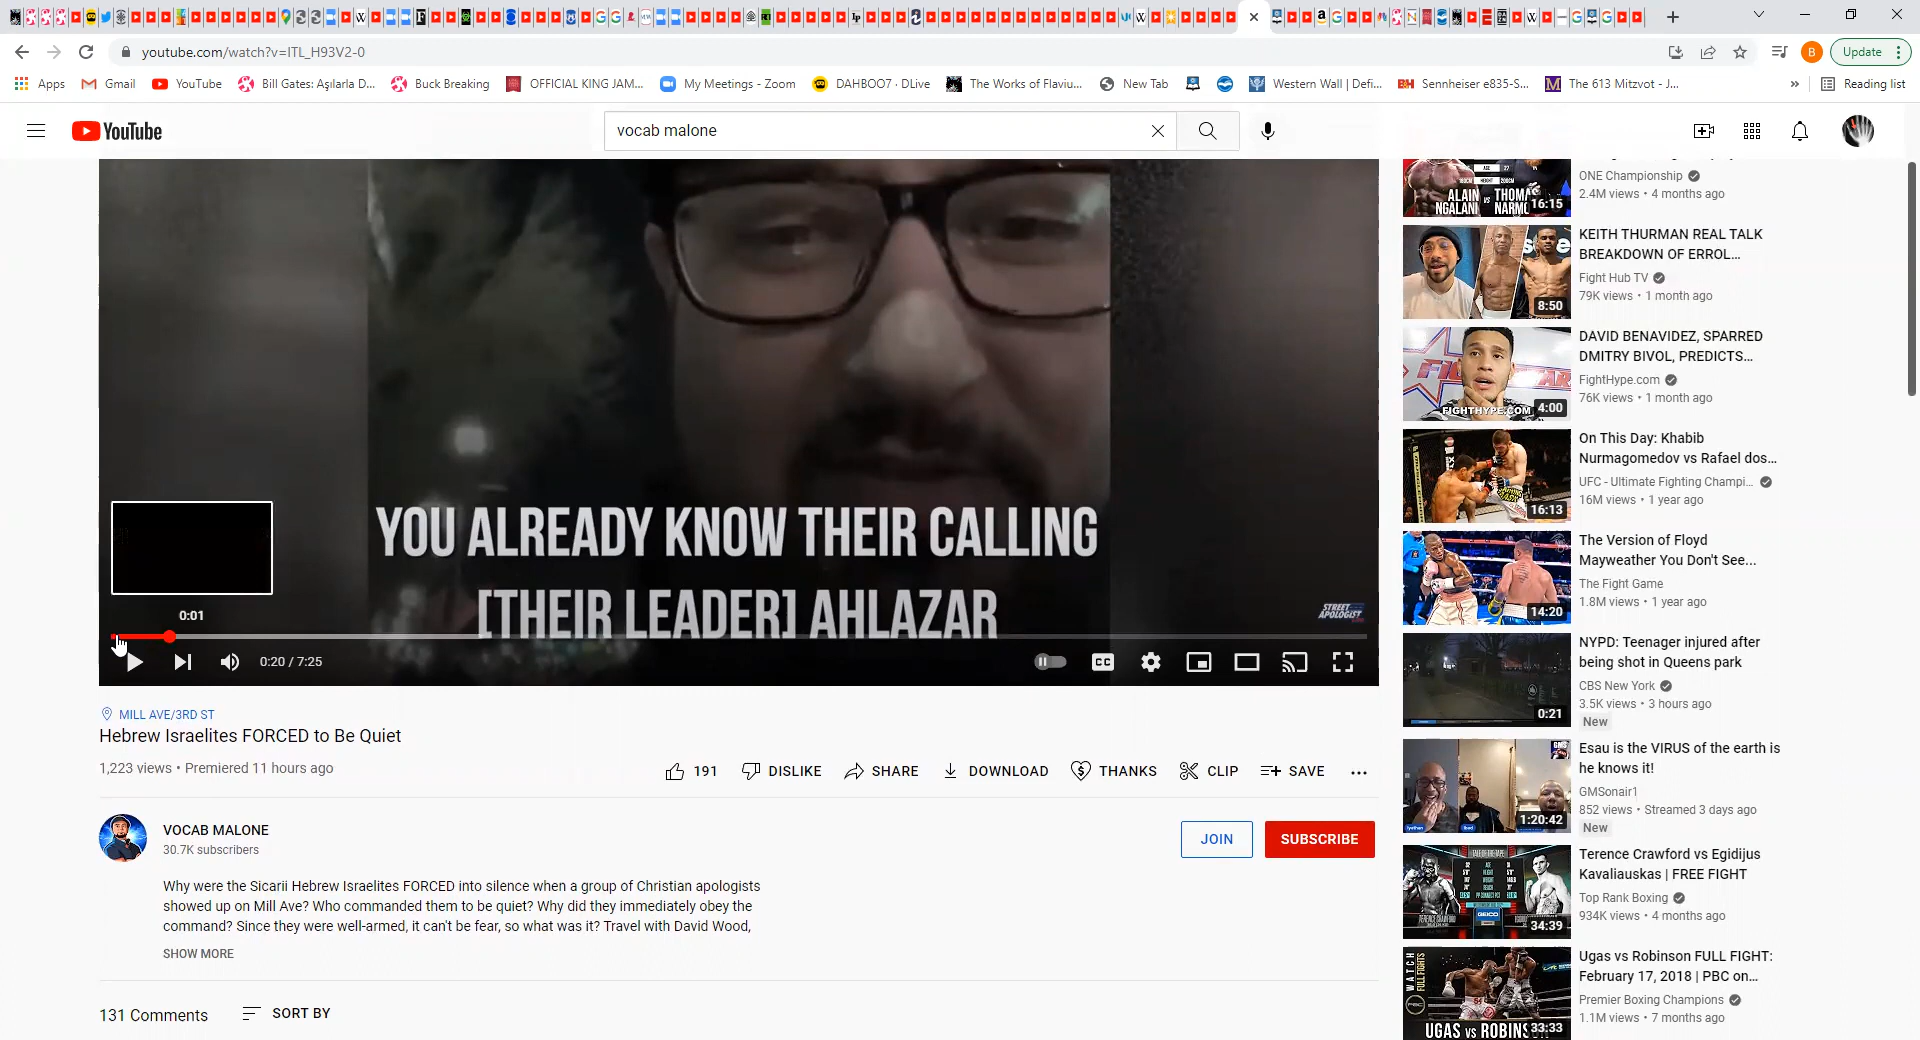 youtube.com/watch?v=ITL_H93V2-0
Update
Apps
Gmail
YouTube
Bill Gates: Aşılarla D...
Buck Breaking
OFFICIAL KING JAM...
My Meetings - Zoom
DAHBOO7 · DLive
The Works of Flaviu...
New Tab
Western Wall | Defi...
Sennheiser e835-S...
The 613 Mitzvot - J...
Reading list
YouTube
vocab malone
YOU ALREADY KNOW THEIR CALLING
[THEIR LEADER] AHLAZAR
STREET
APOLOGIST
0:01
0:20 / 7:25
CC
MILL AVE/3RD ST
Hebrew Israelites FORCED to Be Quiet
1,223 views • Premiered 11 hours ago
191
DISLIKE
SHARE
DOWNLOAD
THANKS
CLIP
SAVE
VOCAB MALONE
30.7K subscribers
JOIN
SUBSCRIBE
Why were the Sicarii Hebrew Israelites FORCED into silence when a group of Christian apologists
showed up on Mill Ave? Who commanded them to be quiet? Why did they immediately obey the
command? Since they were well-armed, it can't be fear, so what was it? Travel with David Wood,
SHOW MORE
131 Comments
SORT BY
ALAIN
NGALANI
VS
16:15
ONE Championship
2.4M views • 4 months ago
8:50
KEITH THURMAN REAL TALK
BREAKDOWN OF ERROL...
Fight Hub TV
79K views • 1 month ago
FIGHTHYPE.COM
4:00
DAVID BENAVIDEZ, SPARRED
DMITRY BIVOL, PREDICTS...
FightHype.com
76K views • 1 month ago
16:13
On This Day: Khabib
Nurmagomedov vs Rafael dos...
UFC - Ultimate Fighting Champi...
16M views • 1 year ago
14:20
The Version of Floyd
Mayweather You Don't See...
The Fight Game
1.8M views • 1 year ago
0:21
NYPD: Teenager injured after
being shot in Queens park
CBS New York
3.5K views • 3 hours ago
New
GMS
1:20:42
Esau is the VIRUS of the earth is
he knows it!
GMSonair1
852 views • Streamed 3 days ago
New
GEICO
34:39
Terence Crawford vs Egidijus
Kavaliauskas | FREE FIGHT
Top Rank Boxing
934K views • 4 months ago
WATCH
FULL FIGHTS
PBC
UGAS VS
33:33
Ugas vs Robinson FULL FIGHT:
February 17, 2018 | PBC on...
Premier Boxing Champions
1.1M views • 7 months ago